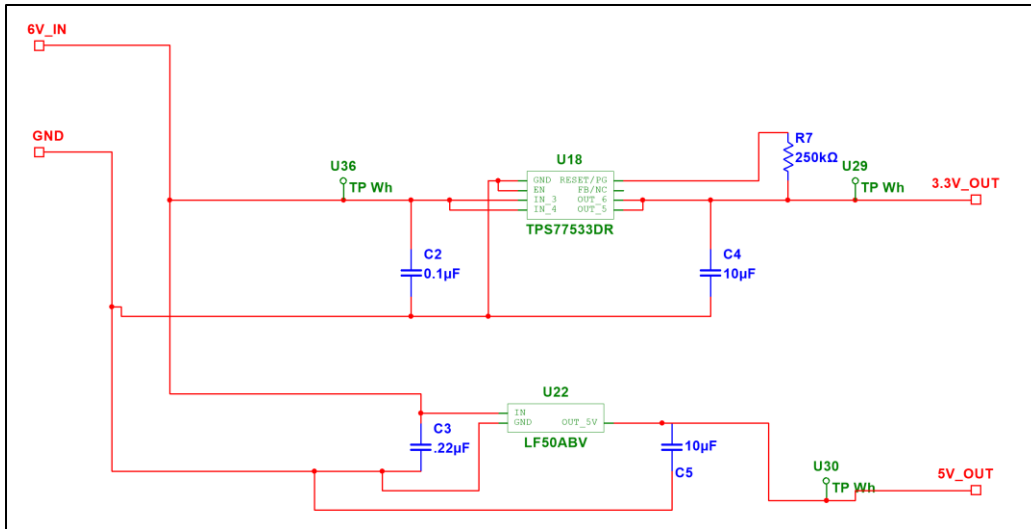 6V_IN
GND
U36
TP Wh
U18
GND
RESET/PG
EN
FB/NC
IN_3
OUT_6
IN_4
OUT_5
TPS77533DR
R7
250kΩ
U29
TP Wh
3.3V_OUT
C2
0.1µF
C4
10µF
U22
IN
GND
OUT_5V
LF50ABV
C3
.22µF
10µF
C5
U30
TP Wh
5V_OUT